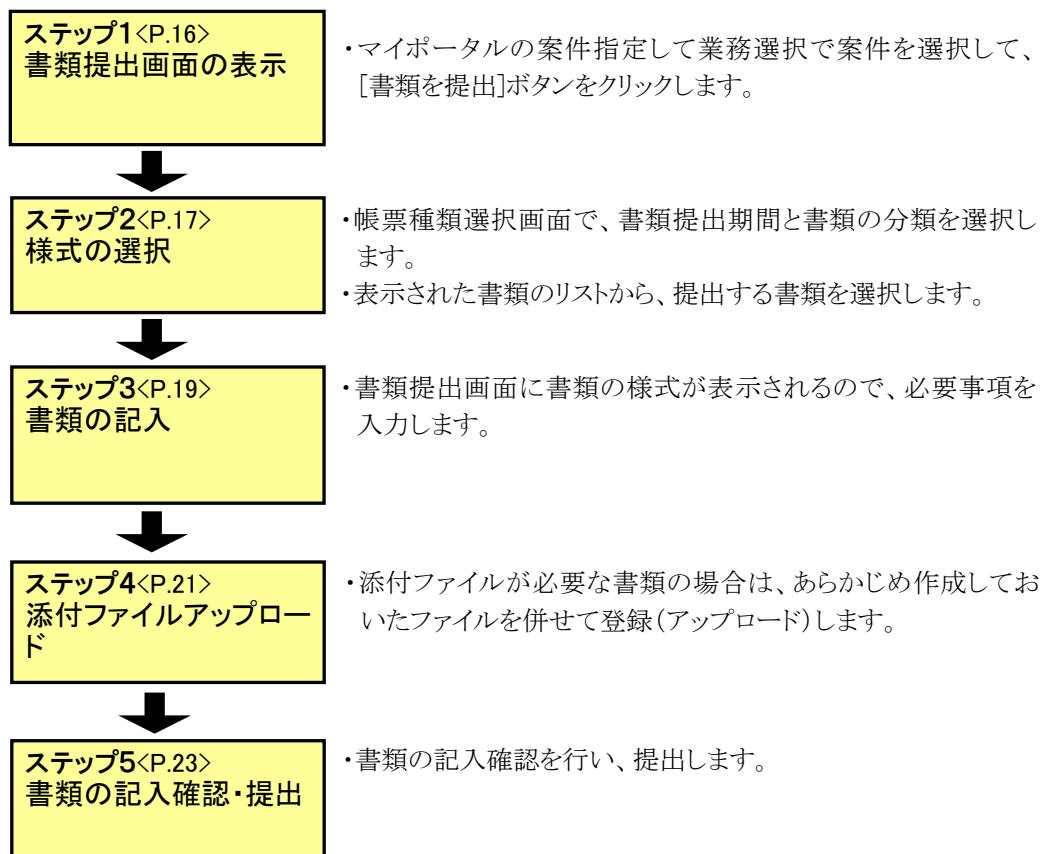 ステップ1<P.16>
書類提出画面の表示
・マイポータルの案件指定して業務選択で案件を選択して、
[書類を提出]ボタンをクリックします。
ステップ2<P.17>
様式の選択
・帳票種類選択画面で、書類提出期間と書類の分類を選択し
ます。
・表示された書類のリストから、提出する書類を選択します。
ステップ3<P.19>
書類の記入
・書類提出画面に書類の様式が表示されるので、必要事項を
入力します。
ステップ4<P.21>
添付ファイルアップロー
ド
・添付ファイルが必要な書類の場合は、あらかじめ作成してお
いたファイルを併せて登録(アップロード)します。
ステップ5<P.23>
書類の記入確認・提出
・書類の記入確認を行い、提出します。